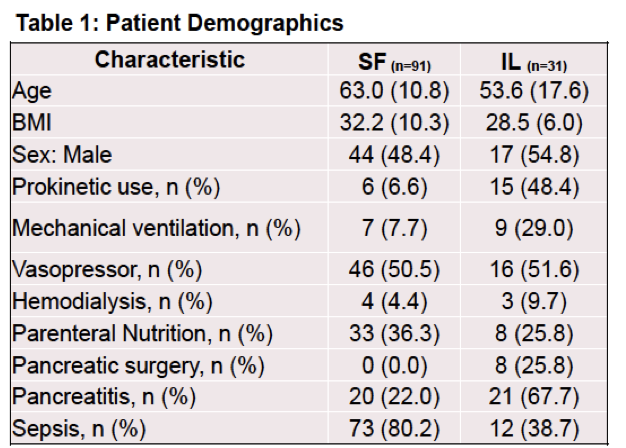 Table 1: Patient Demographics
Characteristic SF (n=91) IL (n=31)
Age 63.0 (10.8) 53.6 (17.6)
BMI 32.2 (10.3) 28.5 (6.0)
Sex: Male 44 (48.4) 17 (54.8)
Prokinetic use, n (%) 6 (6.6) 15 (48.4)
Mechanical ventilation, n (%) 7 (7.7) 9 (29.0)
Vasopressor, n (%) 46 (50.5) 16 (51.6)
Hemodialysis, n (%) 4 (4.4) 3 (9.7)
Parenteral Nutrition, n (%) 33 (36.3) 8 (25.8)
Pancreatic surgery, n (%) 0 (0.0) 8 (25.8)
Pancreatitis, n (%) 20 (22.0) 21 (67.7)
Sepsis, n (%) 73 (80.2) 12 (38.7)